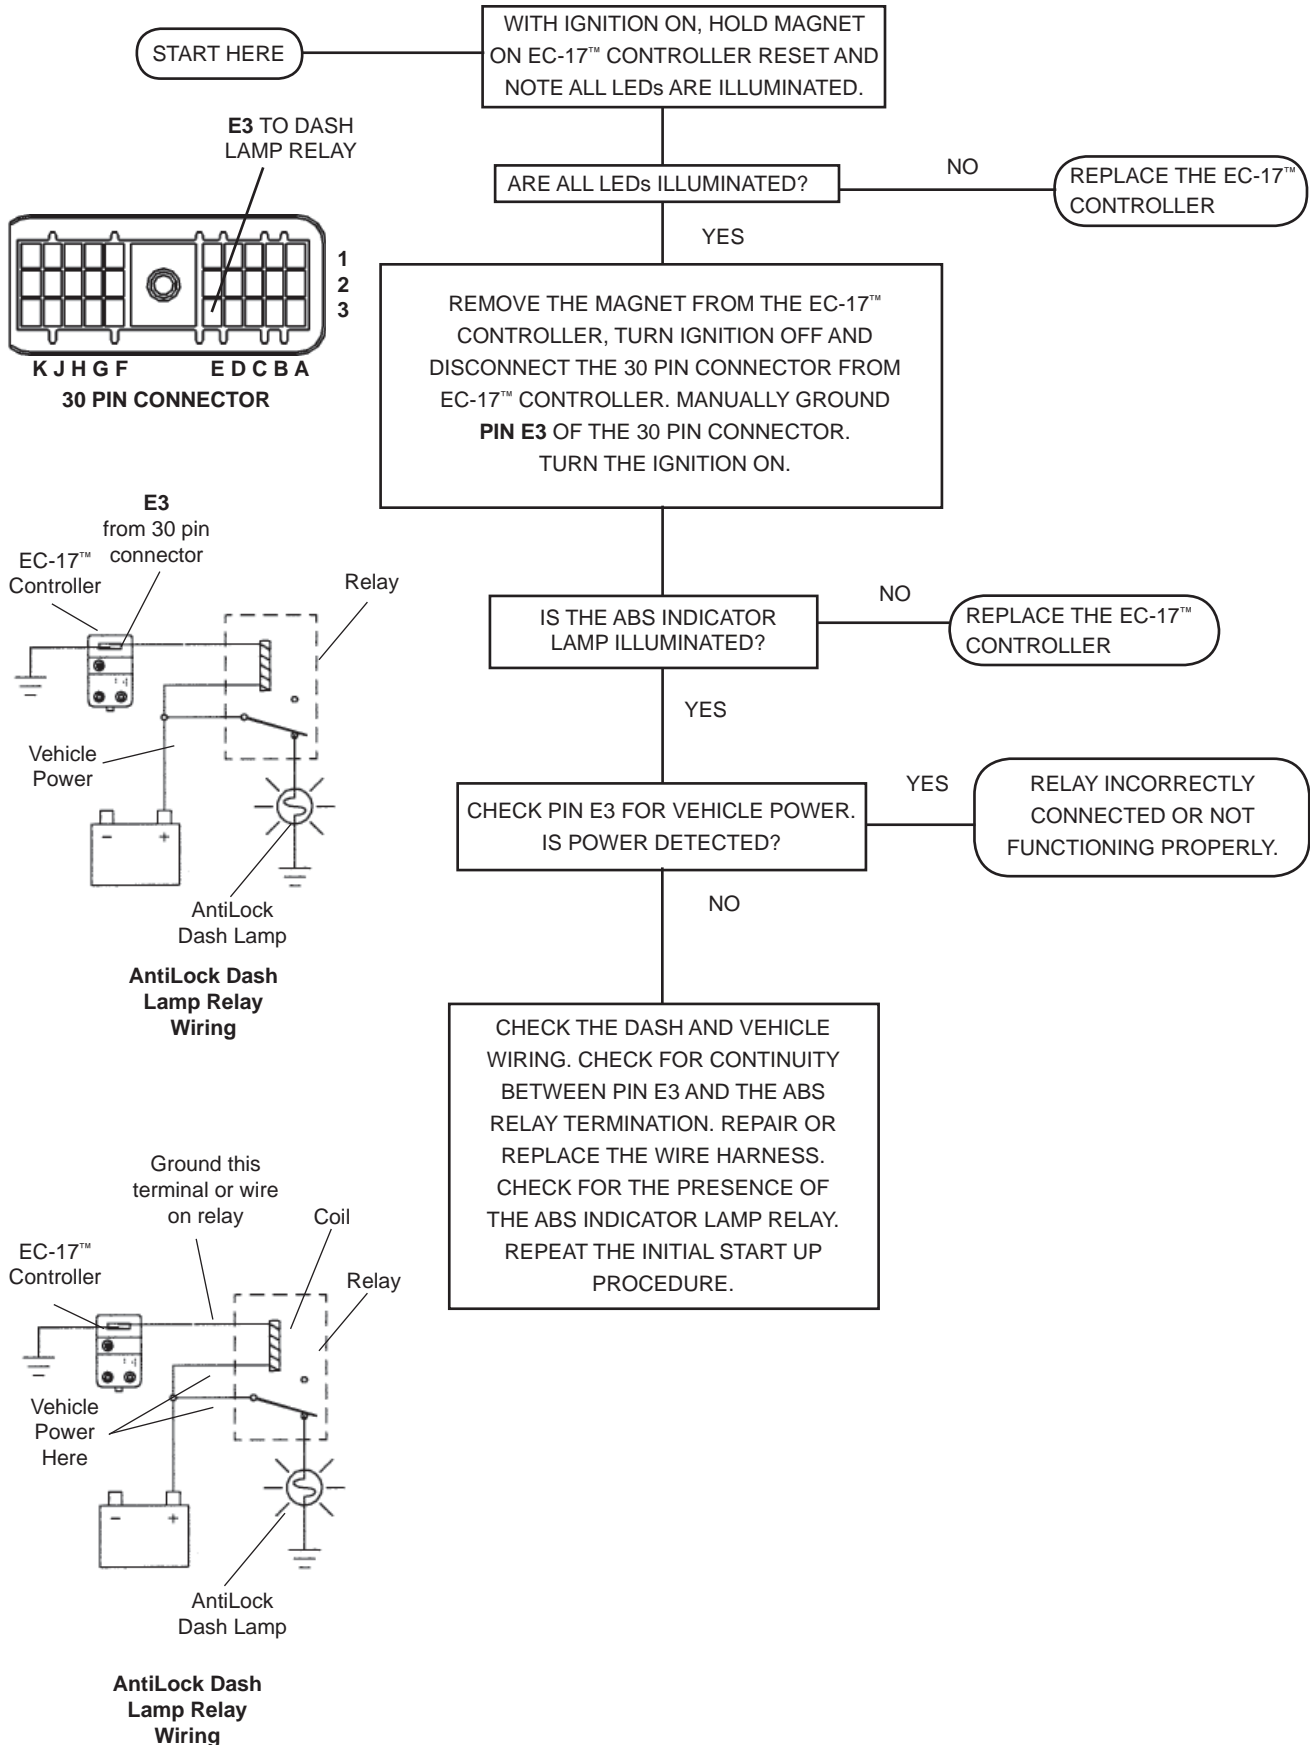 START HERE
WITH IGNITION ON, HOLD MAGNET
ON EC-17™ CONTROLLER RESET AND
NOTE ALL LEDs ARE ILLUMINATED.
ARE ALL LEDs ILLUMINATED?
NO
REPLACE THE EC-17™
CONTROLLER
YES
E3 TO DASH
LAMP RELAY
1
2
3
K J H G F E D C B A
30 PIN CONNECTOR
REMOVE THE MAGNET FROM THE EC-17™
CONTROLLER, TURN IGNITION OFF AND
DISCONNECT THE 30 PIN CONNECTOR FROM
EC-17™ CONTROLLER. MANUALLY GROUND
PIN E3 OF THE 30 PIN CONNECTOR.
TURN THE IGNITION ON.
IS THE ABS INDICATOR
LAMP ILLUMINATED?
NO
REPLACE THE EC-17™
CONTROLLER
YES
CHECK PIN E3 FOR VEHICLE POWER.
IS POWER DETECTED?
YES
RELAY INCORRECTLY
CONNECTED OR NOT
FUNCTIONING PROPERLY.
NO
CHECK THE DASH AND VEHICLE
WIRING. CHECK FOR CONTINUITY
BETWEEN PIN E3 AND THE ABS
RELAY TERMINATION. REPAIR OR
REPLACE THE WIRE HARNESS.
CHECK FOR THE PRESENCE OF
THE ABS INDICATOR LAMP RELAY.
REPEAT THE INITIAL START UP
PROCEDURE.
E3
from 30 pin
connector
EC-17™
Controller
Relay
Vehicle
Power
- +
AntiLock
Dash Lamp
AntiLock Dash
Lamp Relay
Wiring
Ground this
terminal or wire
on relay
Coil
EC-17™
Controller
Relay
Vehicle
Power
Here
- +
AntiLock
Dash Lamp
AntiLock Dash
Lamp Relay
Wiring